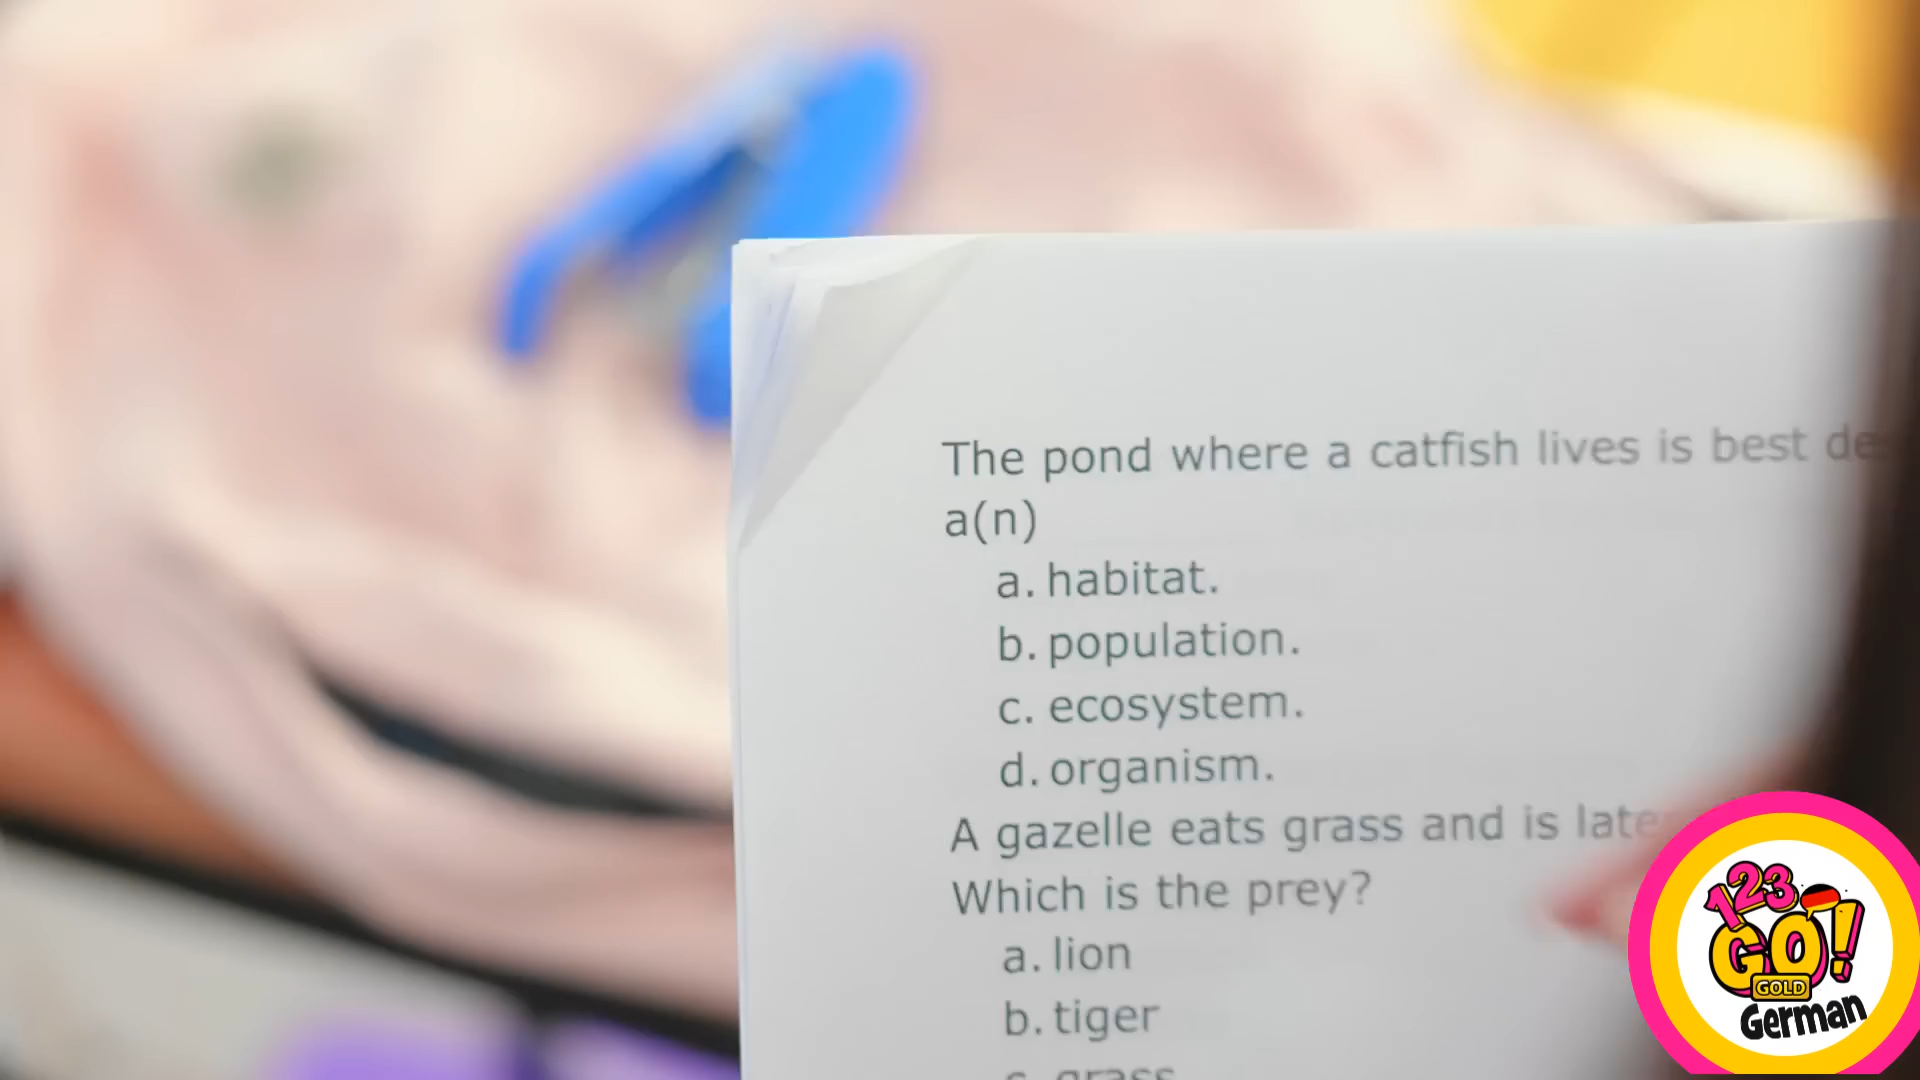 The pond where a catfish lives is best de
a(n)
a. habitat.
b. population.
c. ecosystem.
d. organism.
A gazelle eats grass and is late
Which is the prey?
a. lion
b. tiger
c. grass
123
GO!
GOLD
German